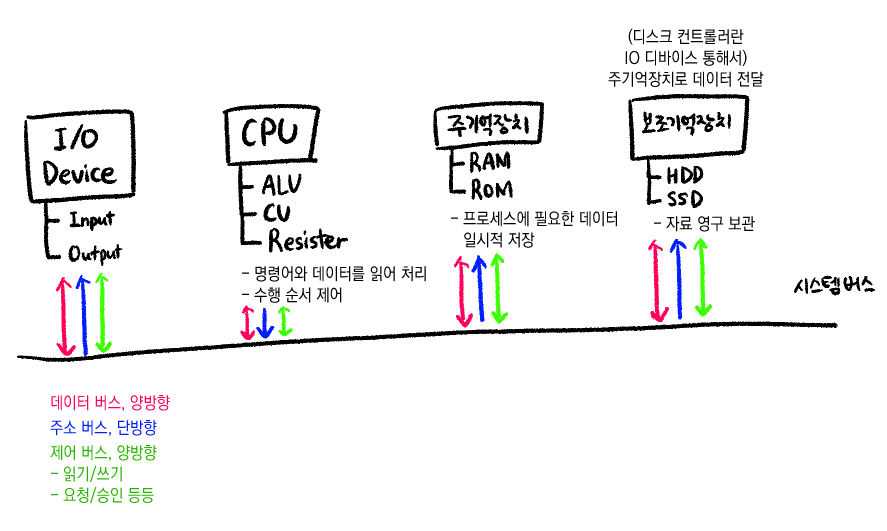 (디스크 컨트롤러란
IO 디바이스 통해서)
주기억장치로 데이터 전달
I/O
Device
Input
Output
CPU
ALU
CU
Resister
- 명령어와 데이터를 읽어 처리
- 수행 순서 제어
주기억장치
RAM
ROM
- 프로세스에 필요한 데이터
일시적 저장
보조기억장치
HDD
SSD
- 자료 영구 보관
시스템버스
데이터 버스, 양방향
주소 버스, 단방향
제어 버스, 양방향
- 읽기/쓰기
- 요청/승인 등등